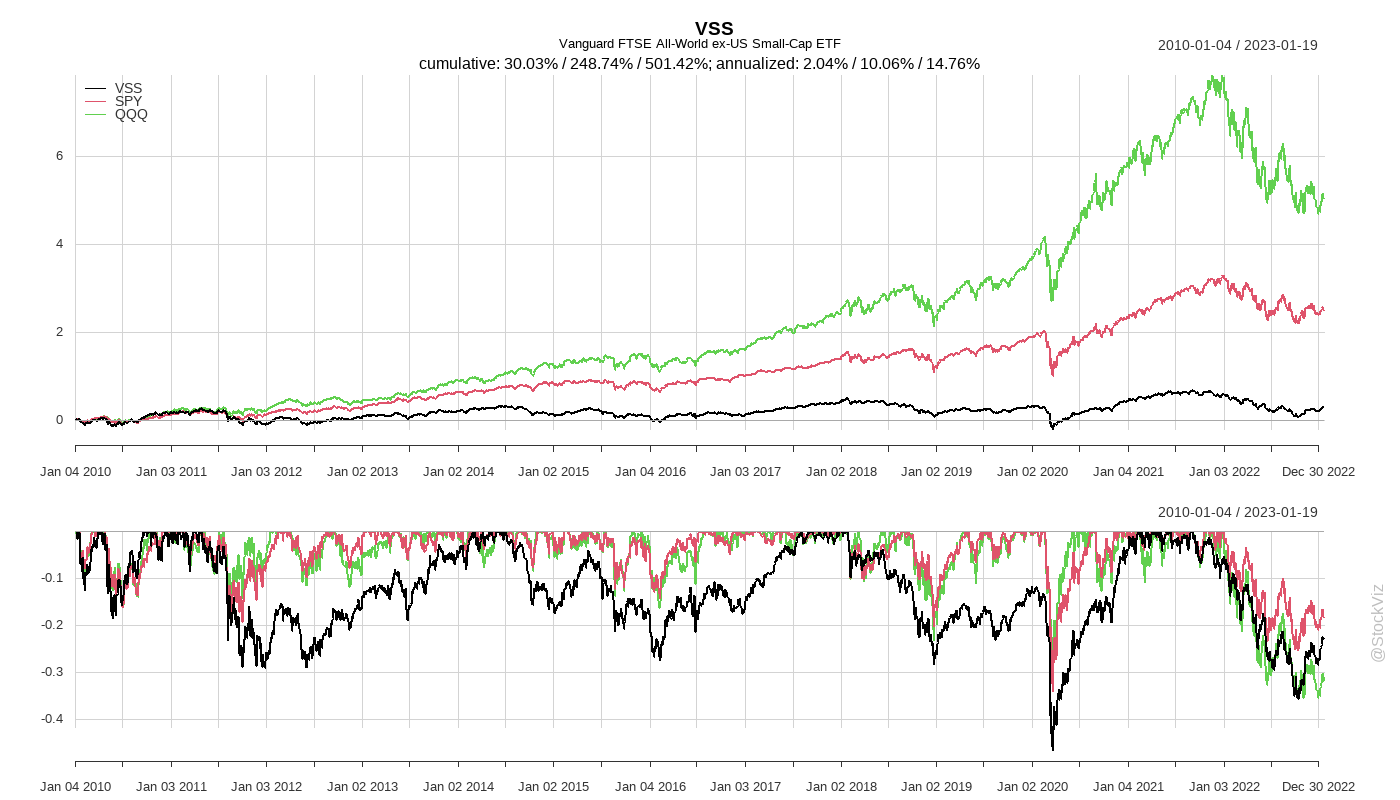 VSS
Vanguard FTSE All-World ex-US Small-Cap ETF
2010-01-04 / 2023-01-19
cumulative: 30.03% / 248.74% / 501.42%; annualized: 2.04% / 10.06% / 14.76%
VSS
SPY
QQQ
6
4
2
0
Jan 04 2010 Jan 03 2011 Jan 03 2012 Jan 02 2013 Jan 02 2014 Jan 02 2015 Jan 04 2016 Jan 03 2017 Jan 02 2018 Jan 02 2019 Jan 02 2020 Jan 04 2021 Jan 03 2022 Dec 30 2022
2010-01-04 / 2023-01-19
-0.1
-0.2
-0.3
-0.4
Jan 04 2010 Jan 03 2011 Jan 03 2012 Jan 02 2013 Jan 02 2014 Jan 02 2015 Jan 04 2016 Jan 03 2017 Jan 02 2018 Jan 02 2019 Jan 02 2020 Jan 04 2021 Jan 03 2022 Dec 30 2022
@StockViz